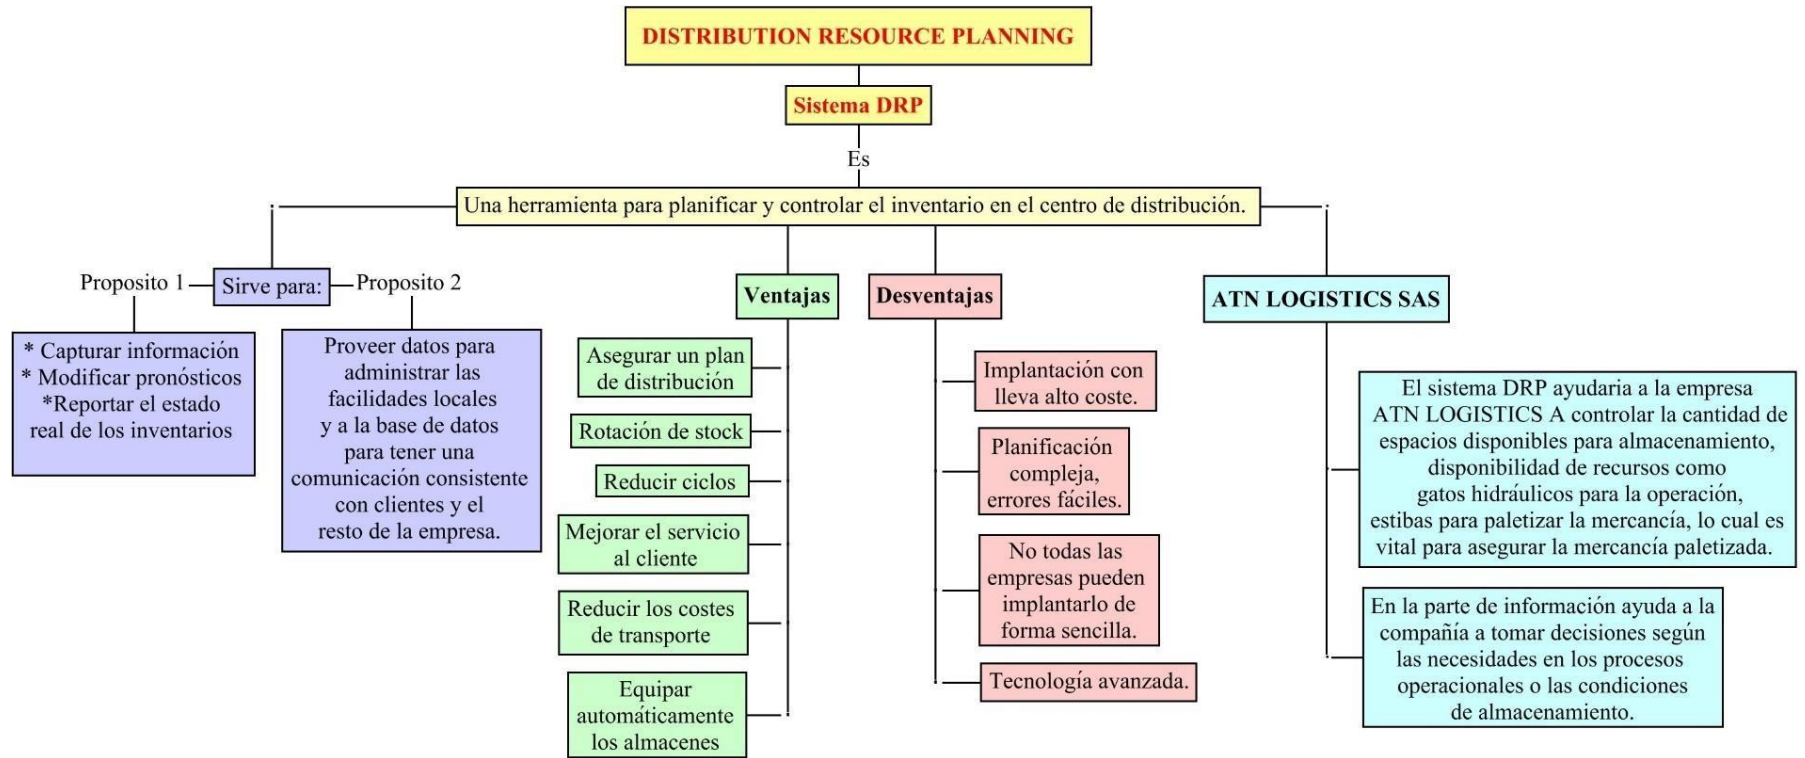 DISTRIBUTION RESOURCE PLANNING
Sistema DRP
Es
Una herramienta para planificar y controlar el inventario en el centro de distribución.
Proposito 1
Sirve para:
Proposito 2
* Capturar información
* Modificar pronósticos
*Reportar el estado
real de los inventarios
Proveer datos para
administrar las
facilidades locales
y a la base de datos
para tener una
comunicación consistente
con clientes y el
resto de la empresa.
Ventajas
Asegurar un plan
de distribución
Rotación de stock
Reducir ciclos
Mejorar el servicio
al cliente
Reducir los costes
de transporte
Equipar
automáticamente
los almacenes
Desventajas
Implantación con
lleva alto coste.
Planificación
compleja,
errores fáciles.
No todas las
empresas pueden
implantarlo de
forma sencilla.
Tecnología avanzada.
ATN LOGISTICS SAS
El sistema DRP ayudaria a la empresa
ATN LOGISTICS A controlar la cantidad de
espacios disponibles para almacenamiento,
disponibilidad de recursos como
gatos hidráulicos para la operación,
estibas para paletizar la mercancía, lo cual es
vital para asegurar la mercancía paletizada.
En la parte de información ayuda a la
compañía a tomar decisiones según
las necesidades en los procesos
operacionales o las condiciones
de almacenamiento.